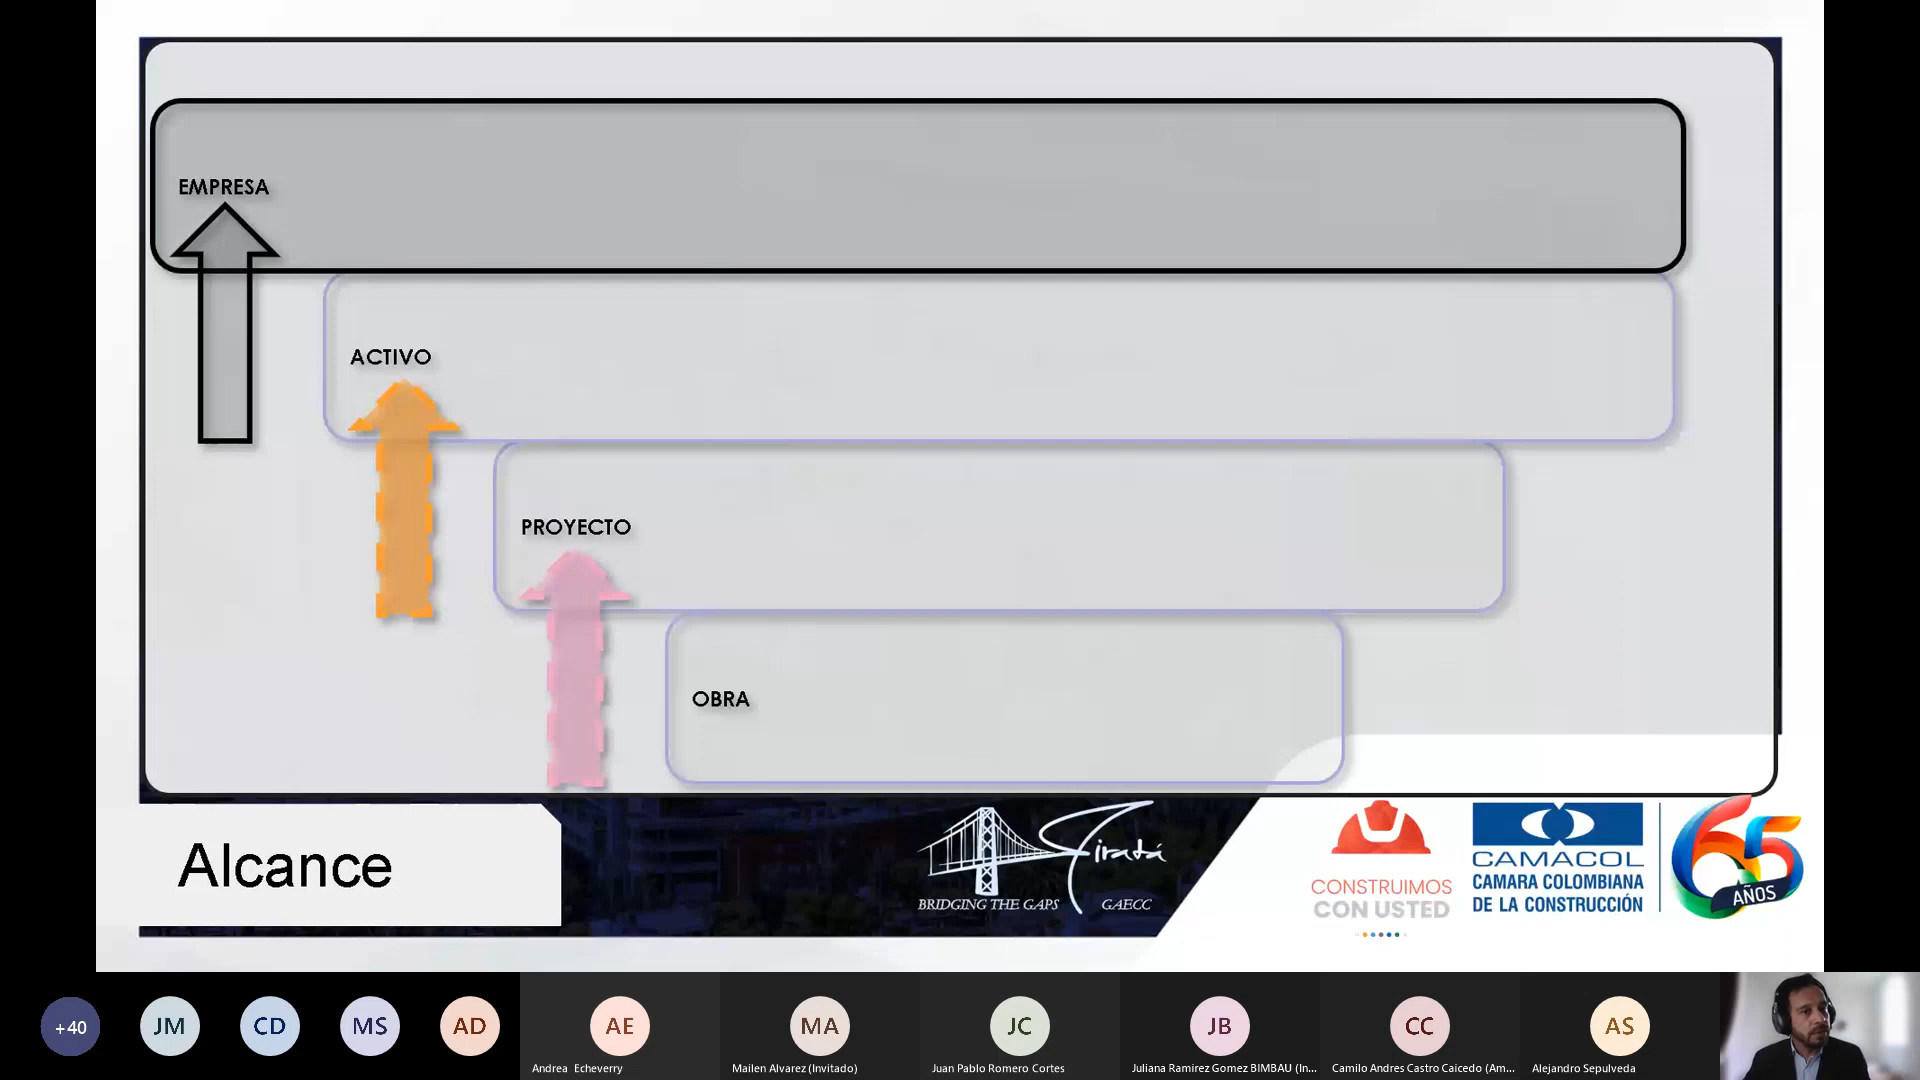 EMPRESA
ACTIVO
PROYECTO
OBRA
Alcance
Tiratá
BRIDGING THE GAPS GAECC
CONSTRUIMOS
CON USTED
CAMACOL
CAMARA COLOMBIANA
DE LA CONSTRUCCIÓN
65
AÑOS
+40
JM
CD
MS
AD
AE
MA
JC
JB
CC
AS
Andrea Echeverry
Mailen Alvarez (Invitado)
Juan Pablo Romero Cortes
Juliana Ramirez Gomez BIMBAU (In...
Camilo Andres Castro Caicedo (Am...
Alejandro Sepulveda